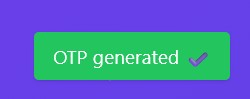 OTP generated ✔